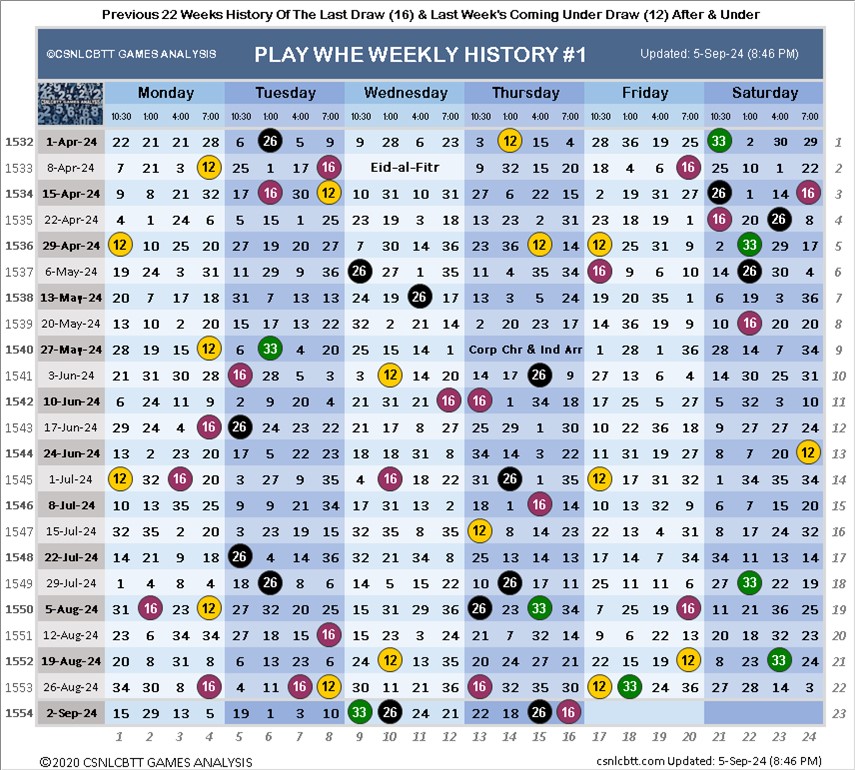 Previous 22 Weeks History Of The Last Draw (16) & Last Week's Coming Under Draw (12) After & Under
©CSNLCBTT GAMES ANALYSIS PLAY WHE WEEKLY HISTORY #1 Updated: 5-Sep-24 (8:46 PM)
CSNLCBTT GAMES ANALYSIS Monday Tuesday Wednesday Thursday Friday Saturday
10:30 1:00 4:00 7:00 10:30 1:00 4:00 7:00 10:30 1:00 4:00 7:00 10:30 1:00 4:00 7:00 10:30 1:00 4:00 7:00 10:30 1:00 4:00 7:00
1532 1-Apr-24 22 21 21 28 6 26 5 9 9 28 6 23 3 12 15 4 28 36 19 25 33 2 30 29 1
1533 8-Apr-24 7 21 3 12 25 1 17 16 Eid-al-Fitr 9 32 15 20 18 4 6 16 25 10 1 22 2
1534 15-Apr-24 9 8 21 32 17 16 30 12 10 31 10 31 27 6 22 15 2 19 31 27 26 1 14 16 3
1535 22-Apr-24 4 1 24 6 5 15 1 25 23 19 3 18 13 23 2 31 23 18 19 1 16 20 26 8 4
1536 29-Apr-24 12 10 25 20 27 19 20 27 7 30 14 36 23 36 12 14 12 25 31 9 2 33 29 17 5
1537 6-May-24 19 24 3 31 11 29 9 36 26 27 1 35 11 4 35 34 16 9 6 10 14 26 30 4 6
1538 13-May-24 20 7 17 18 31 7 13 13 24 19 26 17 13 3 5 24 19 20 35 1 6 19 3 36 7
1539 20-May-24 13 10 2 20 15 17 13 22 32 2 21 14 2 20 23 17 14 36 19 9 10 16 20 20 8
1540 27-May-24 28 19 15 12 6 33 4 20 25 15 14 1 Corp Chr & Ind Arr 1 28 1 36 28 14 7 34 9
1541 3-Jun-24 21 31 30 28 16 28 5 3 3 12 14 20 14 17 26 9 27 13 6 4 14 30 25 31 10
1542 10-Jun-24 6 24 11 9 2 9 20 4 21 31 21 16 16 1 34 18 17 25 5 27 5 32 3 10 11
1543 17-Jun-24 29 24 4 16 26 24 23 22 21 17 8 27 25 29 1 30 10 22 36 18 9 27 27 24 12
1544 24-Jun-24 13 2 23 20 17 5 22 23 18 18 31 8 34 14 3 22 11 31 19 27 8 7 20 12 13
1545 1-Jul-24 12 32 16 20 3 27 9 35 4 16 18 22 31 26 1 35 12 17 27 32 1 34 35 34 14
1546 8-Jul-24 10 13 35 25 9 9 21 34 17 31 13 2 18 1 16 14 10 13 32 9 6 7 15 20 15
1547 15-Jul-24 32 35 2 20 3 23 19 15 32 35 8 35 12 8 14 23 22 13 4 31 8 17 24 32 16
1548 22-Jul-24 14 21 9 18 26 4 14 36 32 21 34 8 25 13 14 13 17 14 7 34 34 11 13 14 17
1549 29-Jul-24 1 4 8 4 18 26 6 8 14 5 15 22 10 26 17 11 25 11 11 6 27 33 22 19 18
1550 5-Aug-24 31 16 23 12 27 32 20 25 15 31 29 36 26 23 33 34 7 25 19 16 11 21 36 25 19
1551 12-Aug-24 23 6 34 34 27 18 15 16 15 23 3 24 21 7 32 14 9 6 22 13 20 18 32 23 20
1552 19-Aug-24 20 8 31 8 6 13 23 6 24 12 13 35 20 24 21 27 22 15 19 12 8 23 33 24 21
1553 26-Aug-24 34 30 8 16 4 11 16 12 30 11 21 36 16 32 35 30 12 33 24 36 27 28 14 3 22
1554 2-Sep-24 15 29 13 5 19 1 3 10 33 26 24 21 22 18 26 16 23
1 2 3 4 5 6 7 8 9 10 11 12 13 14 15 16 17 18 19 20 21 22 23 24
©2020 CSNLCBTT GAMES ANALYSIS csnlcbtt.com Updated: 5-Sep-24 (8:46 PM)